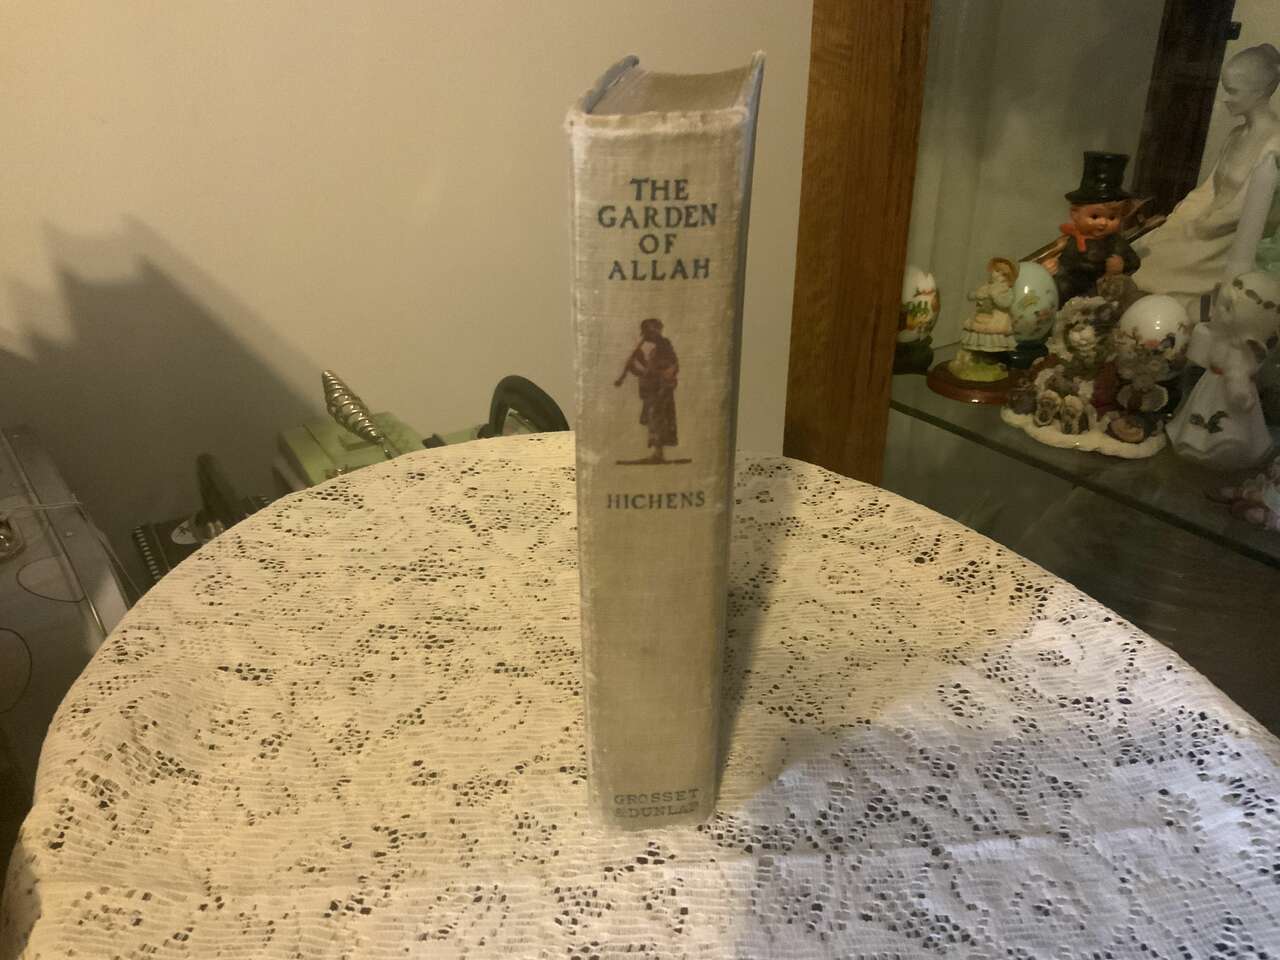 THE
GARDEN
OF
ALLAH
HICHENS
GROSSET
& DUNLAP